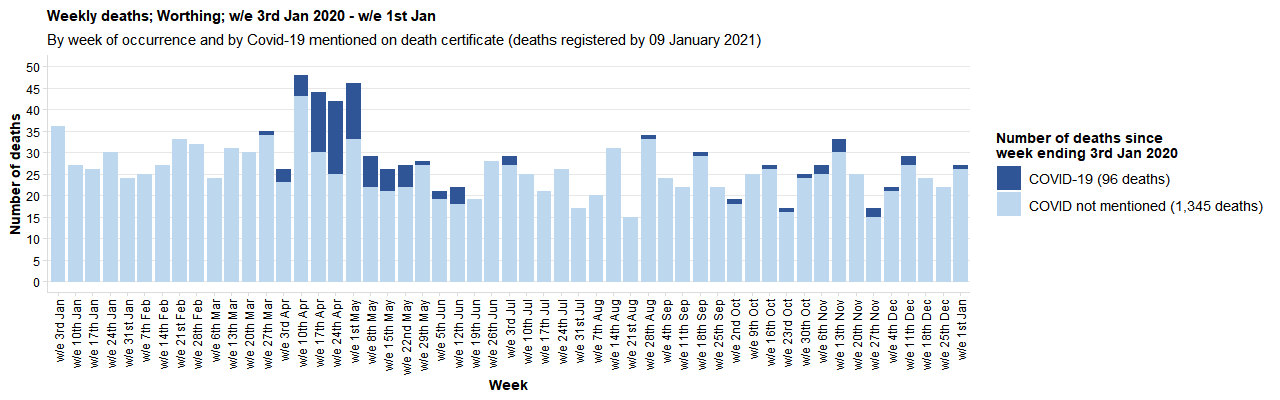 Weekly deaths; Worthing; w/e 3rd Jan 2020 - w/e 1st Jan
By week of occurrence and by Covid-19 mentioned on death certificate (deaths registered by 09 January 2021)
50
45
40
35
30
25
20
15
10
5
0
Number of deaths
w/e 3rd Jan
w/e 10th Jan
w/e 17th Jan
w/e 24th Jan
w/e 31st Jan
w/e 7th Feb
w/e 14th Feb
w/e 21st Feb
w/e 28th Feb
w/e 6th Mar
w/e 13th Mar
w/e 20th Mar
w/e 27th Mar
w/e 3rd Apr
w/e 10th Apr
w/e 17th Apr
w/e 24th Apr
w/e 1st May
w/e 8th May
w/e 15th May
w/e 22nd May
w/e 29th May
w/e 5th Jun
w/e 12th Jun
w/e 19th Jun
w/e 26th Jun
w/e 3rd Jul
w/e 10th Jul
w/e 17th Jul
w/e 24th Jul
w/e 31st Jul
w/e 7th Aug
w/e 14th Aug
w/e 21st Aug
w/e 28th Aug
w/e 4th Sep
w/e 11th Sep
w/e 18th Sep
w/e 25th Sep
w/e 2nd Oct
w/e 9th Oct
w/e 16th Oct
w/e 23rd Oct
w/e 30th Oct
w/e 6th Nov
w/e 13th Nov
w/e 20th Nov
w/e 27th Nov
w/e 4th Dec
w/e 11th Dec
w/e 18th Dec
w/e 25th Dec
w/e 1st Jan
Week
Number of deaths since
week ending 3rd Jan 2020
COVID-19 (96 deaths)
COVID not mentioned (1,345 deaths)